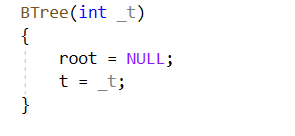 BTree(int _t)
{
    root = NULL;
    t = _t;
}